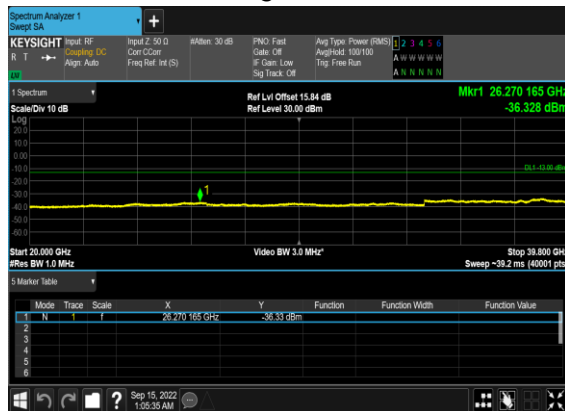 Spectrum Analyzer 1
Swept SA
KEYSIGHT
R T
LW
Input: RF
Coupling: DC
Align: Auto
Input Z: 50 Ω
Corr CCorr
Freq Ref: Int (S)
#Atten: 30 dB
PNO: Fast
Gate: Off
IF Gain: Low
Sig Track: Off
Avg Type: Power (RMS)
Avg|Hold: 100/100
Trig: Free Run
1 2 3 4 5 6
A W W W W W
A N N N N N
1 Spectrum
Scale/Div 10 dB
Ref Lvl Offset 15.84 dB
Ref Level 30.00 dBm
Mkr1 26.270 165 GHz
-36.328 dBm
Log
20.0
10.0
0.00
-10.0
-20.0
-30.0
-40.0
-50.0
-60.0
DL1 -13.00 dBm
1
Start 20.000 GHz
#Res BW 1.0 MHz
Video BW 3.0 MHz*
Stop 39.800 GHz
Sweep ~39.2 ms (40001 pts)
5 Marker Table
Mode Trace Scale X Y Function Function Width Function Value
1 N 1 f 26.270 165 GHz -36.33 dBm
2
3
4
5
6
?
Sep 15, 2022
1:05:35 AM